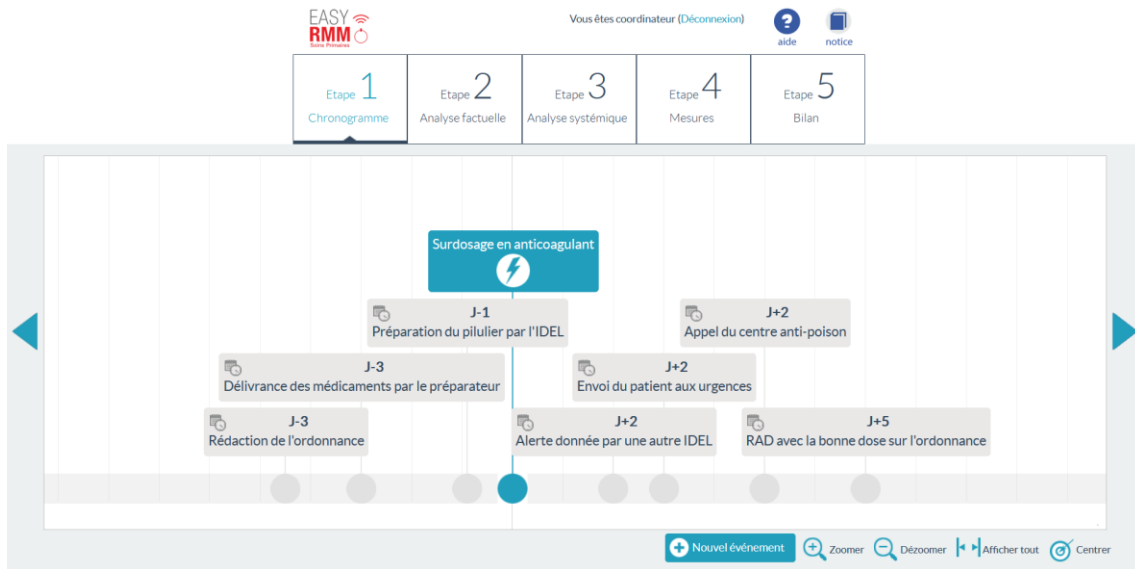 EASY
RMM
Soins Primaires
Vous êtes coordinateur (Déconnexion)
?
aide
notice
Etape 1
Chronogramme
Etape 2
Analyse factuelle
Etape 3
Analyse systémique
Etape 4
Mesures
Etape 5
Bilan
Surdosage en anticoagulant
J-1
Préparation du pilulier par l'IDEL
J+2
Appel du centre anti-poison
J-3
Délivrance des médicaments par le préparateur
J+2
Envoi du patient aux urgences
J-3
Rédaction de l'ordonnance
J+2
Alerte donnée par une autre IDEL
J+5
RAD avec la bonne dose sur l'ordonnance
Nouvel événement
Zoomer
Dézoomer
Afficher tout
Centrer